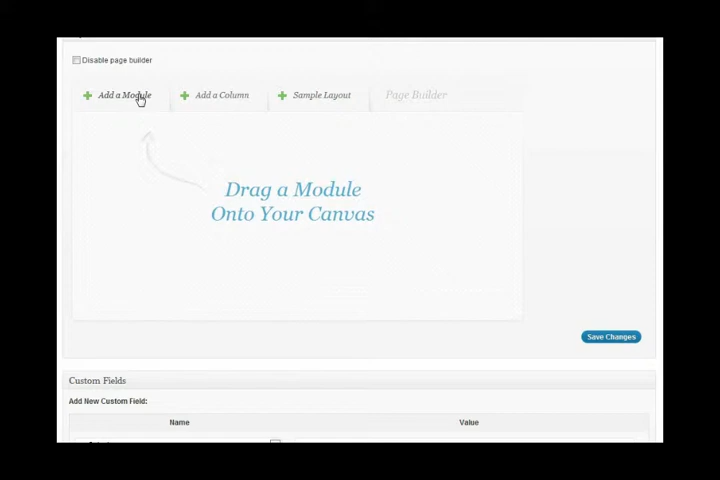 Disable page builder
Add a Module
Add a Column
Sample Layout
Page Builder
Drag a Module
Onto Your Canvas
Save Changes
Custom Fields
Add New Custom Field:
Name
Value